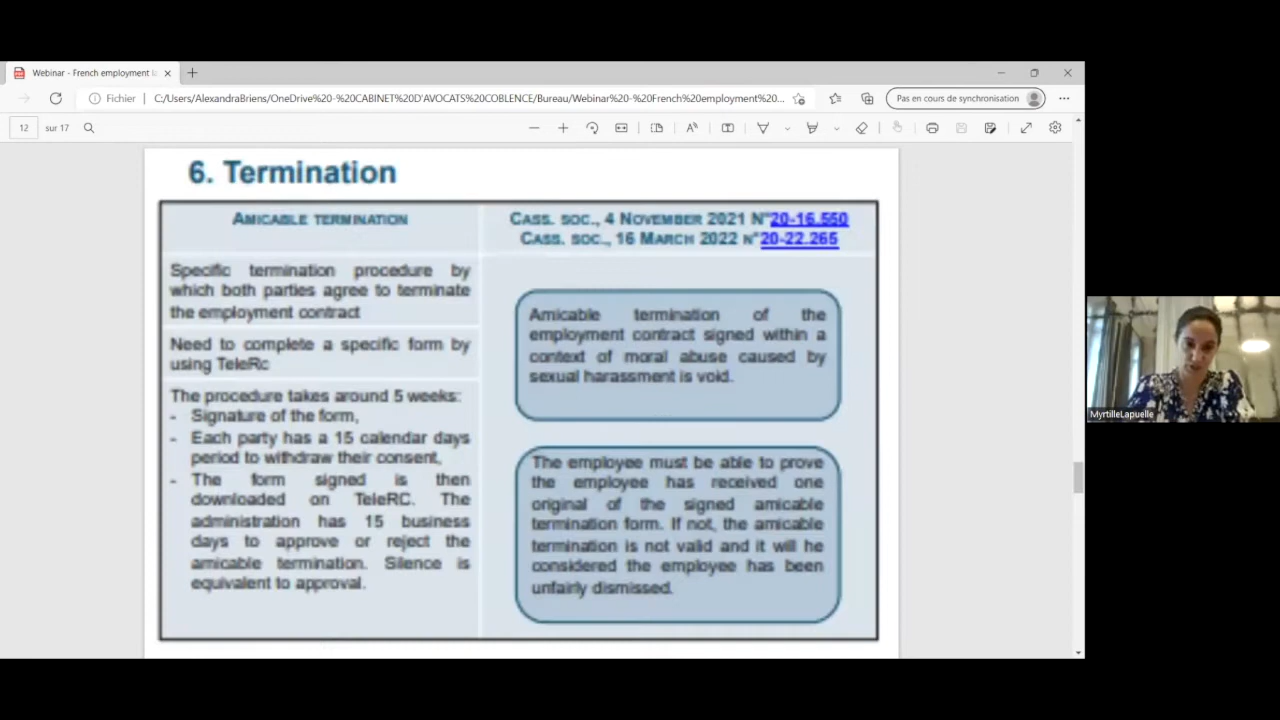 Webinar - French employment la
Fichier
C:/Users/AlexandraBriens/OneDrive%20-%20CABINET%20D'AVOCATS%20COBLENCE/Bureau/Webinar%20-%20French%20employment%20...
Pas en cours de synchronisation
12 sur 17
6. Termination
AMICABLE TERMINATION
Specific termination procedure by
which both parties agree to terminate
the employment contract
Need to complete a specific form by
using TeleRc
The procedure takes around 5 weeks:
- Signature of the form,
- Each party has a 15 calendar days
period to withdraw their consent,
- The form signed is then
downloaded on TeleRC. The
administration has 15 business
days to approve or reject the
amicable termination. Silence is
equivalent to approval.
CASS. SOC., 4 NOVEMBER 2021 N°20-16.550
CASS. SOC., 16 MARCH 2022 N°20-22.265
Amicable termination of the
employment contract signed within a
context of moral abuse caused by
sexual harassment is void.
The employee must be able to prove
the employee has received one
original of the signed amicable
termination form. If not, the amicable
termination is not valid and it will he
considered the employee has been
unfairly dismissed.
MyrtilleLapuelle